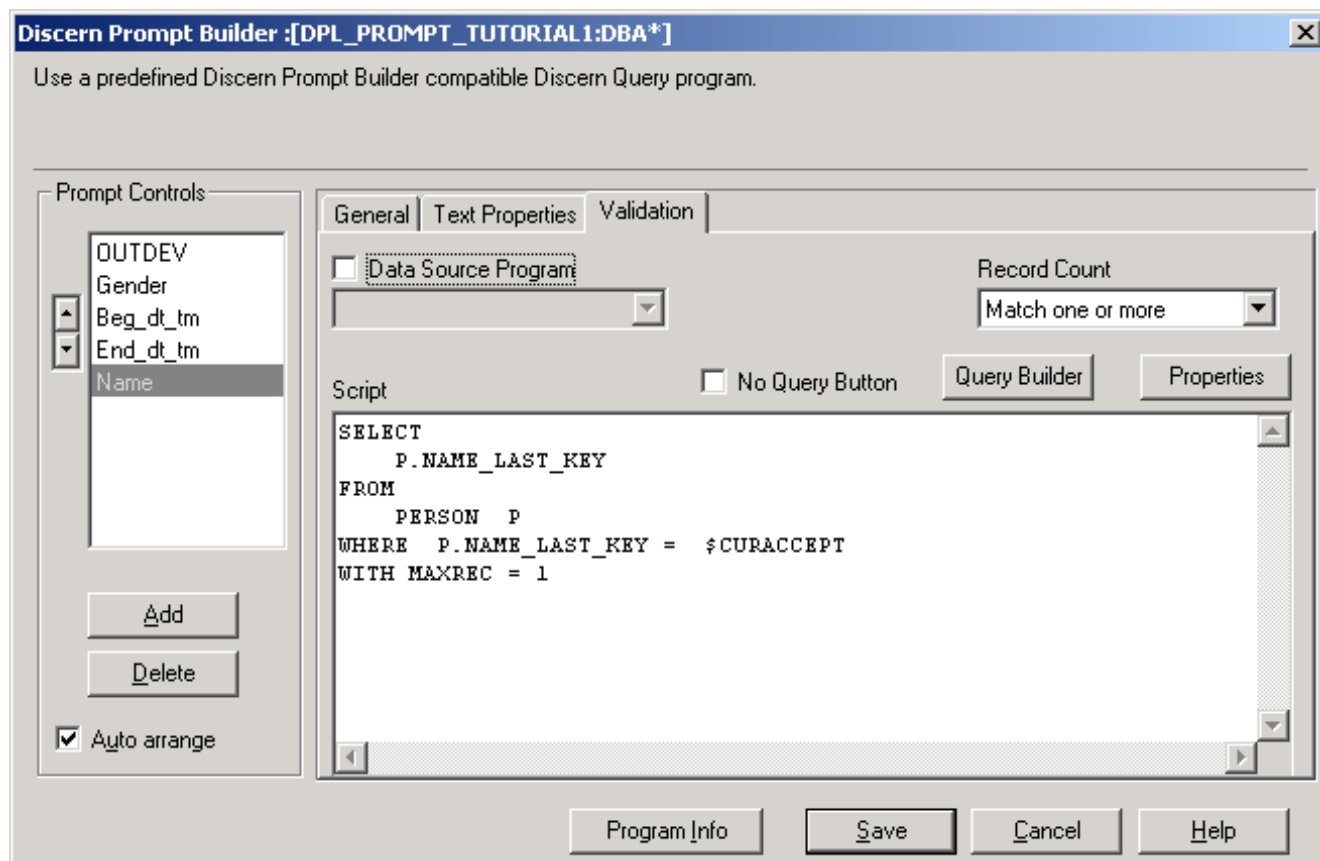 Discern Prompt Builder :[DPL_PROMPT_TUTORIAL1:DBA*]
Use a predefined Discern Prompt Builder compatible Discern Query program.
Prompt Controls
OUTDEV
Gender
Beg_dt_tm
End_dt_tm
Name
Add
Delete
Auto arrange
General Text Properties Validation
Data Source Program
Record Count
Match one or more
No Query Button
Query Builder
Properties
Script
SELECT
P.NAME_LAST_KEY
FROM
PERSON P
WHERE P.NAME_LAST_KEY = $CURACCEPT
WITH MAXREC = 1
Program Info
Save
Cancel
Help